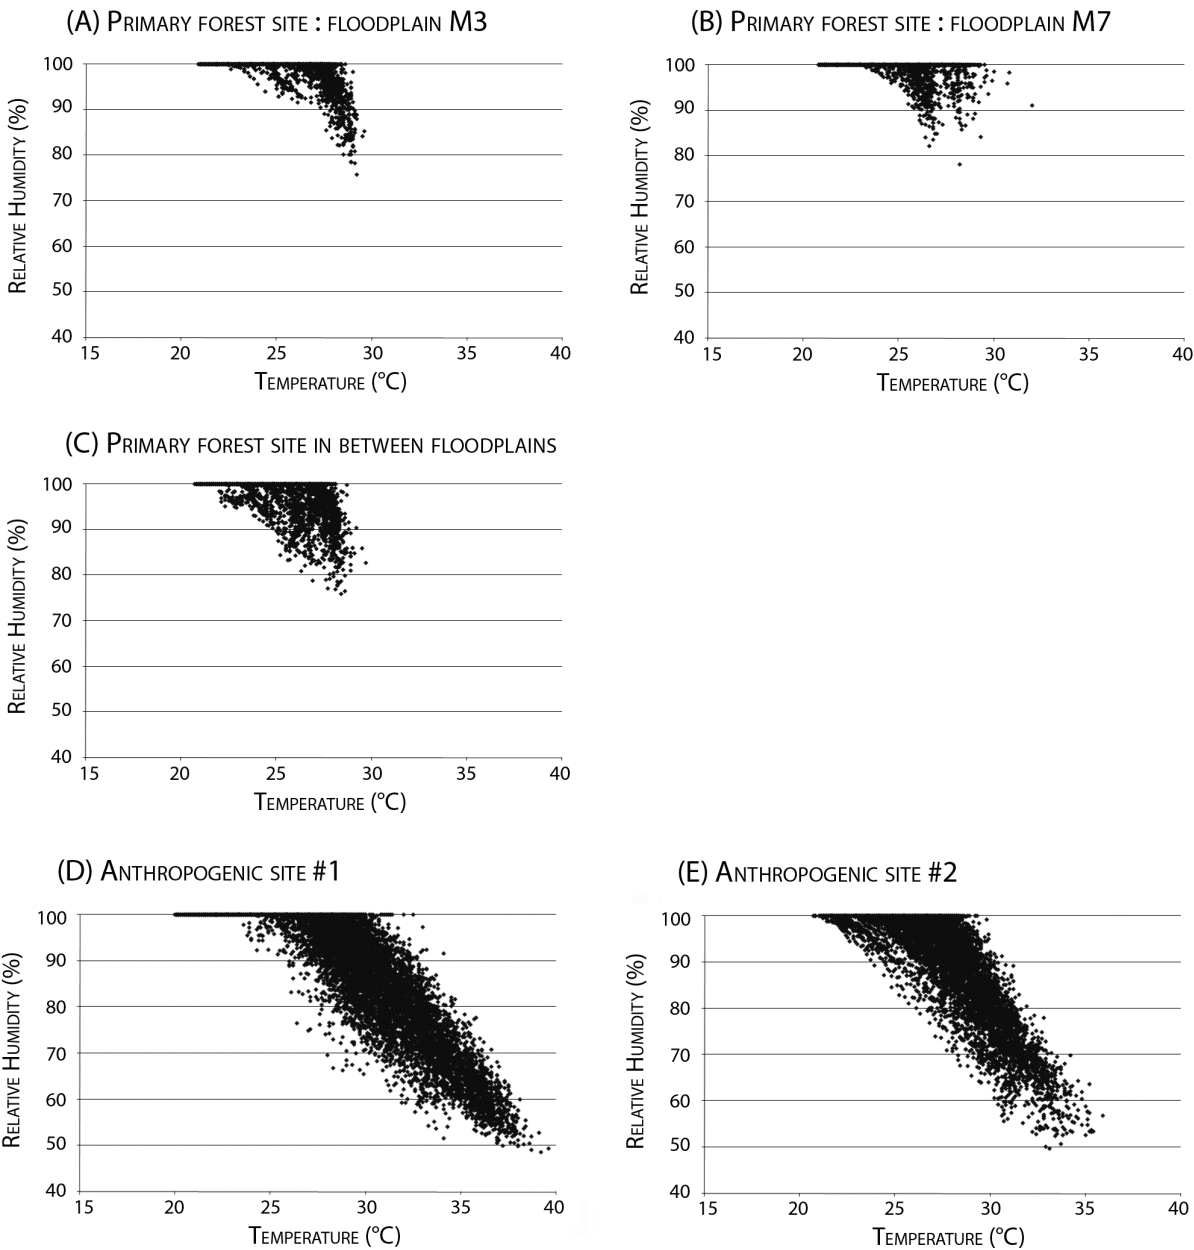 (A) Primary forest site : floodplain M3
100
90
80
70
60
50
40
15 20 25 30 35 40
Relative Humidity (%)
Temperature (°C)
(B) Primary forest site : floodplain M7
100
90
80
70
60
50
40
15 20 25 30 35 40
Relative Humidity (%)
Temperature (°C)
(C) Primary forest site in between floodplains
100
90
80
70
60
50
40
15 20 25 30 35 40
Relative Humidity (%)
Temperature (°C)
(D) Anthropogenic site #1
100
90
80
70
60
50
40
15 20 25 30 35 40
Relative Humidity (%)
Temperature (°C)
(E) Anthropogenic site #2
100
90
80
70
60
50
40
15 20 25 30 35 40
Relative Humidity (%)
Temperature (°C)